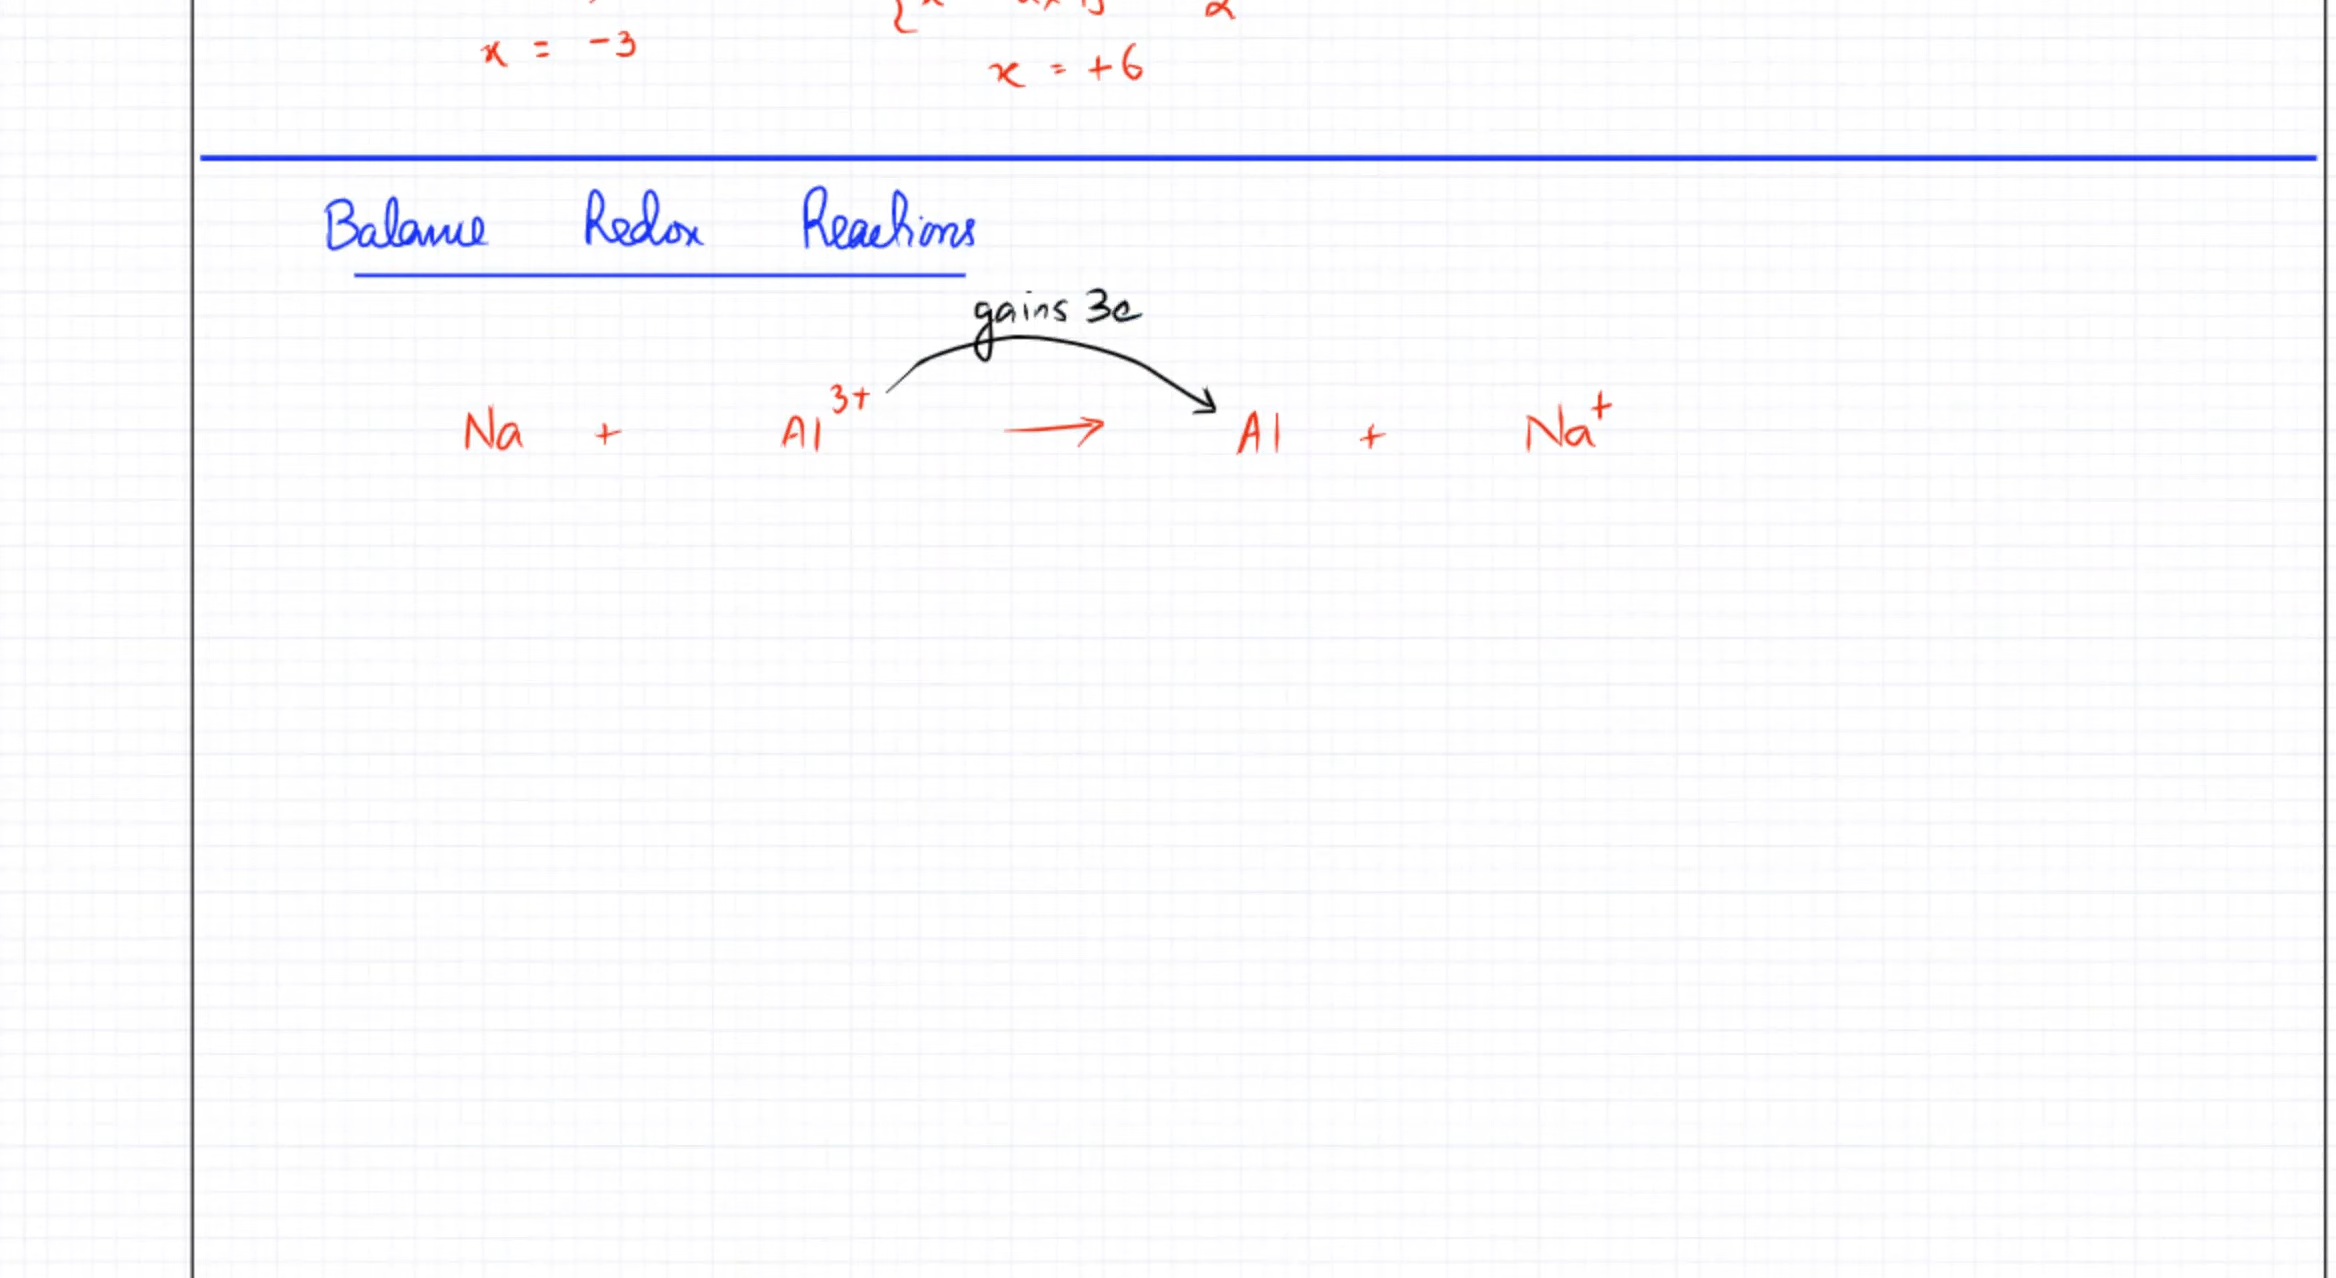 x = -3
x = +6
Balance Redox Reactions
gains 3e
Na + Al³⁺ → Al + Na⁺